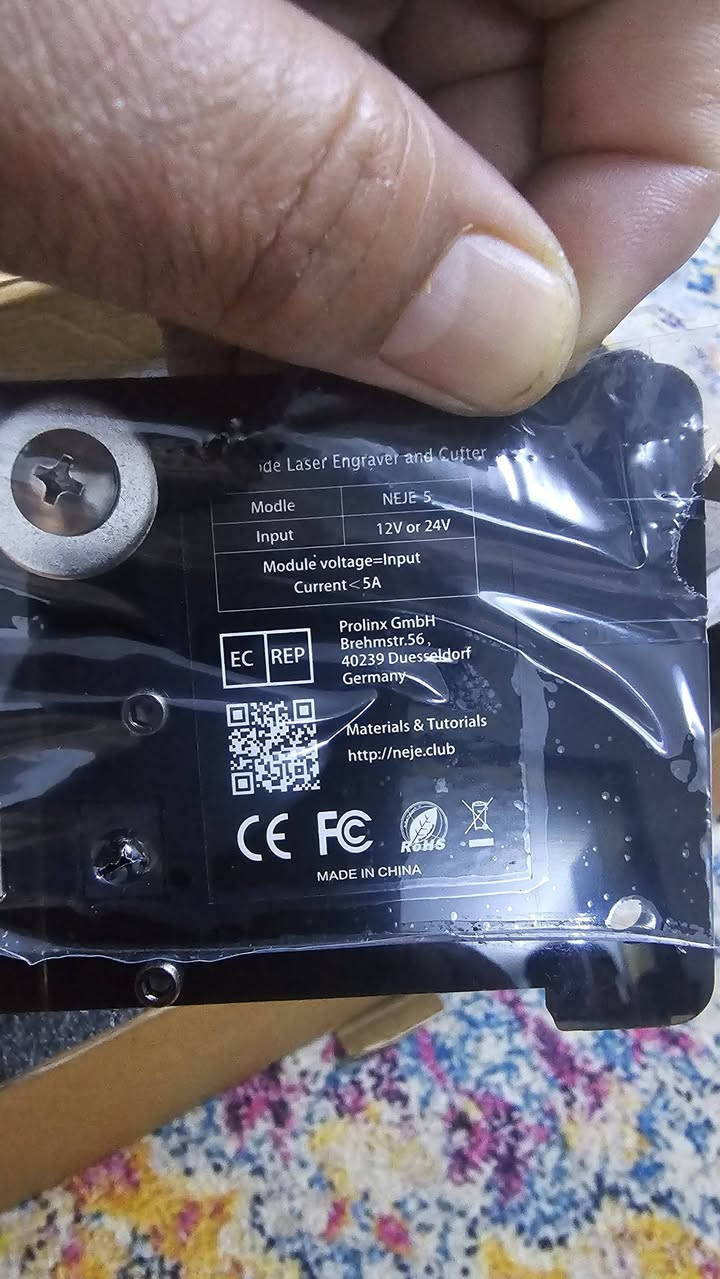 Laser Engraver and Cutter
Modle NEJE 5
Input 12V or 24V
Module voltage=Input
Current<5A
EC REP
Prolinx GmbH
Brehmstr.56,
40239 Duesseldorf
Germany
Materials & Tutorials
http://neje.club
CE FC RoHS
MADE IN CHINA